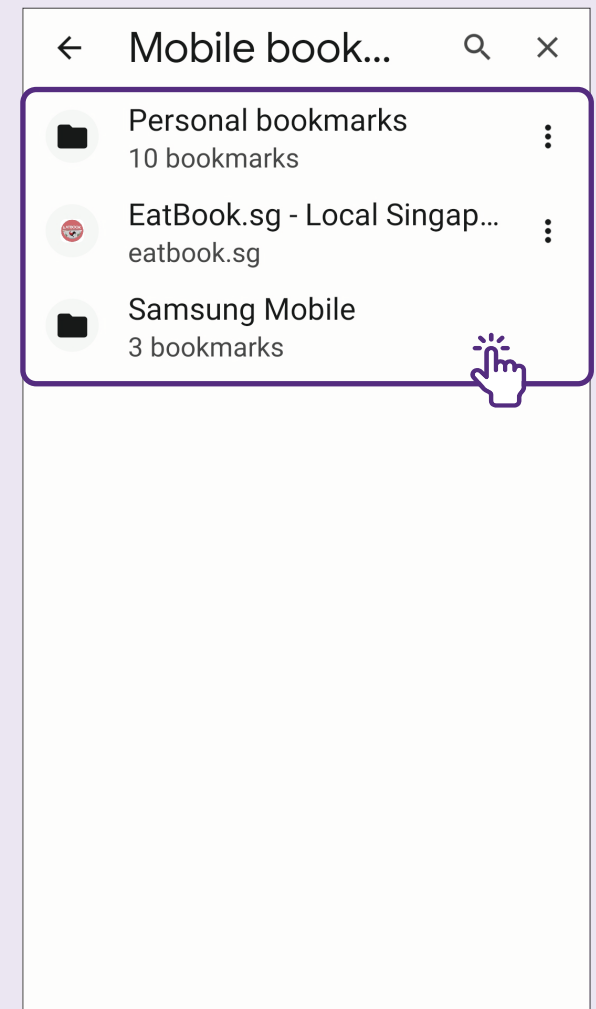 Mobile book...
Personal bookmarks
10 bookmarks
EatBook.sg - Local Singap...
eatbook.sg
Samsung Mobile
3 bookmarks